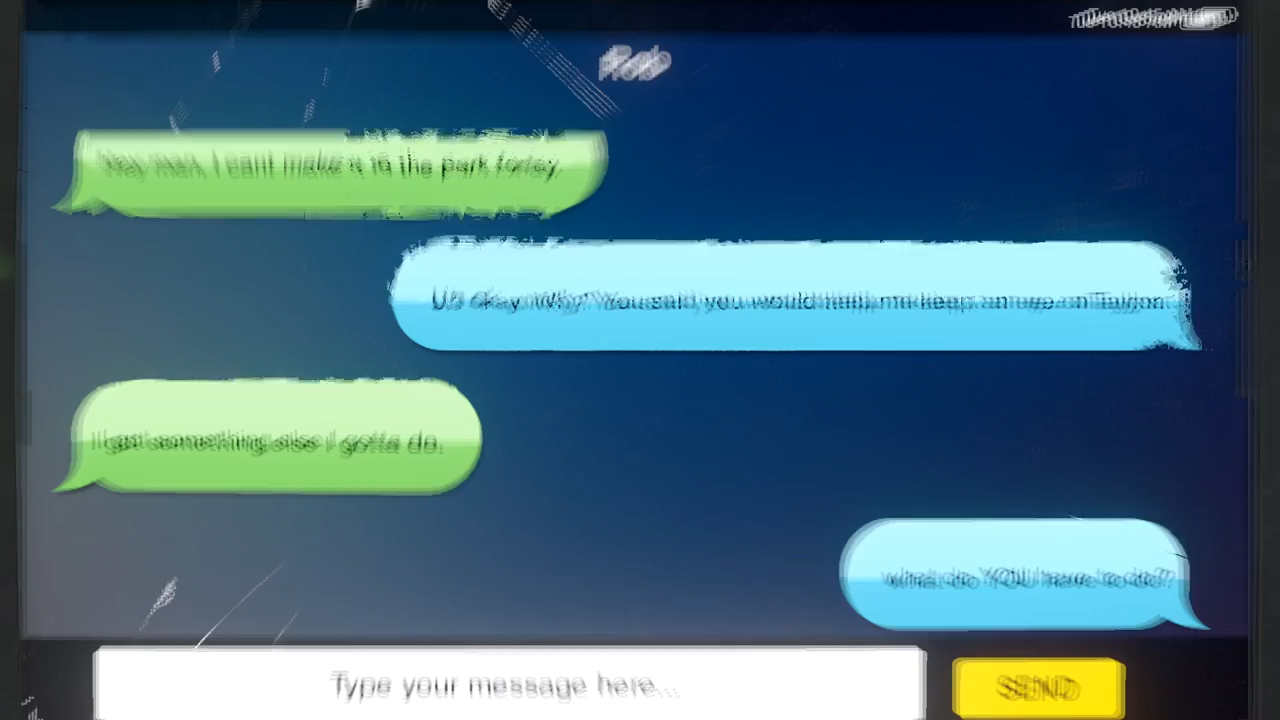 Rob
Hey man, I cant make it to the park today.
Uh okay. Why? You said you would help me keep an eye on
I got something else I gotta do.
what do YOU have to do?
Type your message here...
SEND